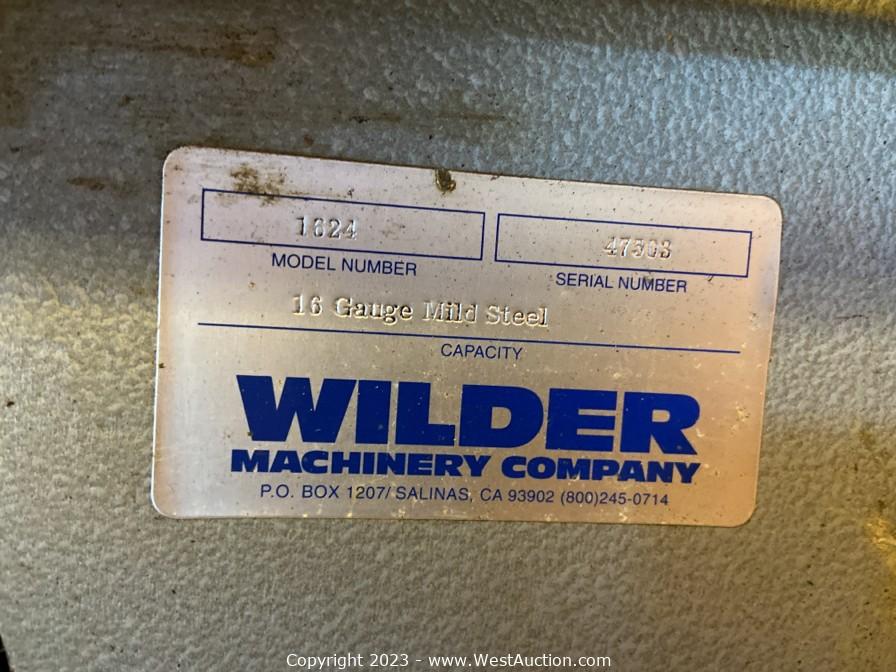 1624 47303
MODEL NUMBER SERIAL NUMBER
16 Gauge Mild Steel
CAPACITY
WILDER
MACHINERY COMPANY
P.O. BOX 1207/ SALINAS, CA 93902 (800)245-0714
Copyright 2023 - www.WestAuction.com